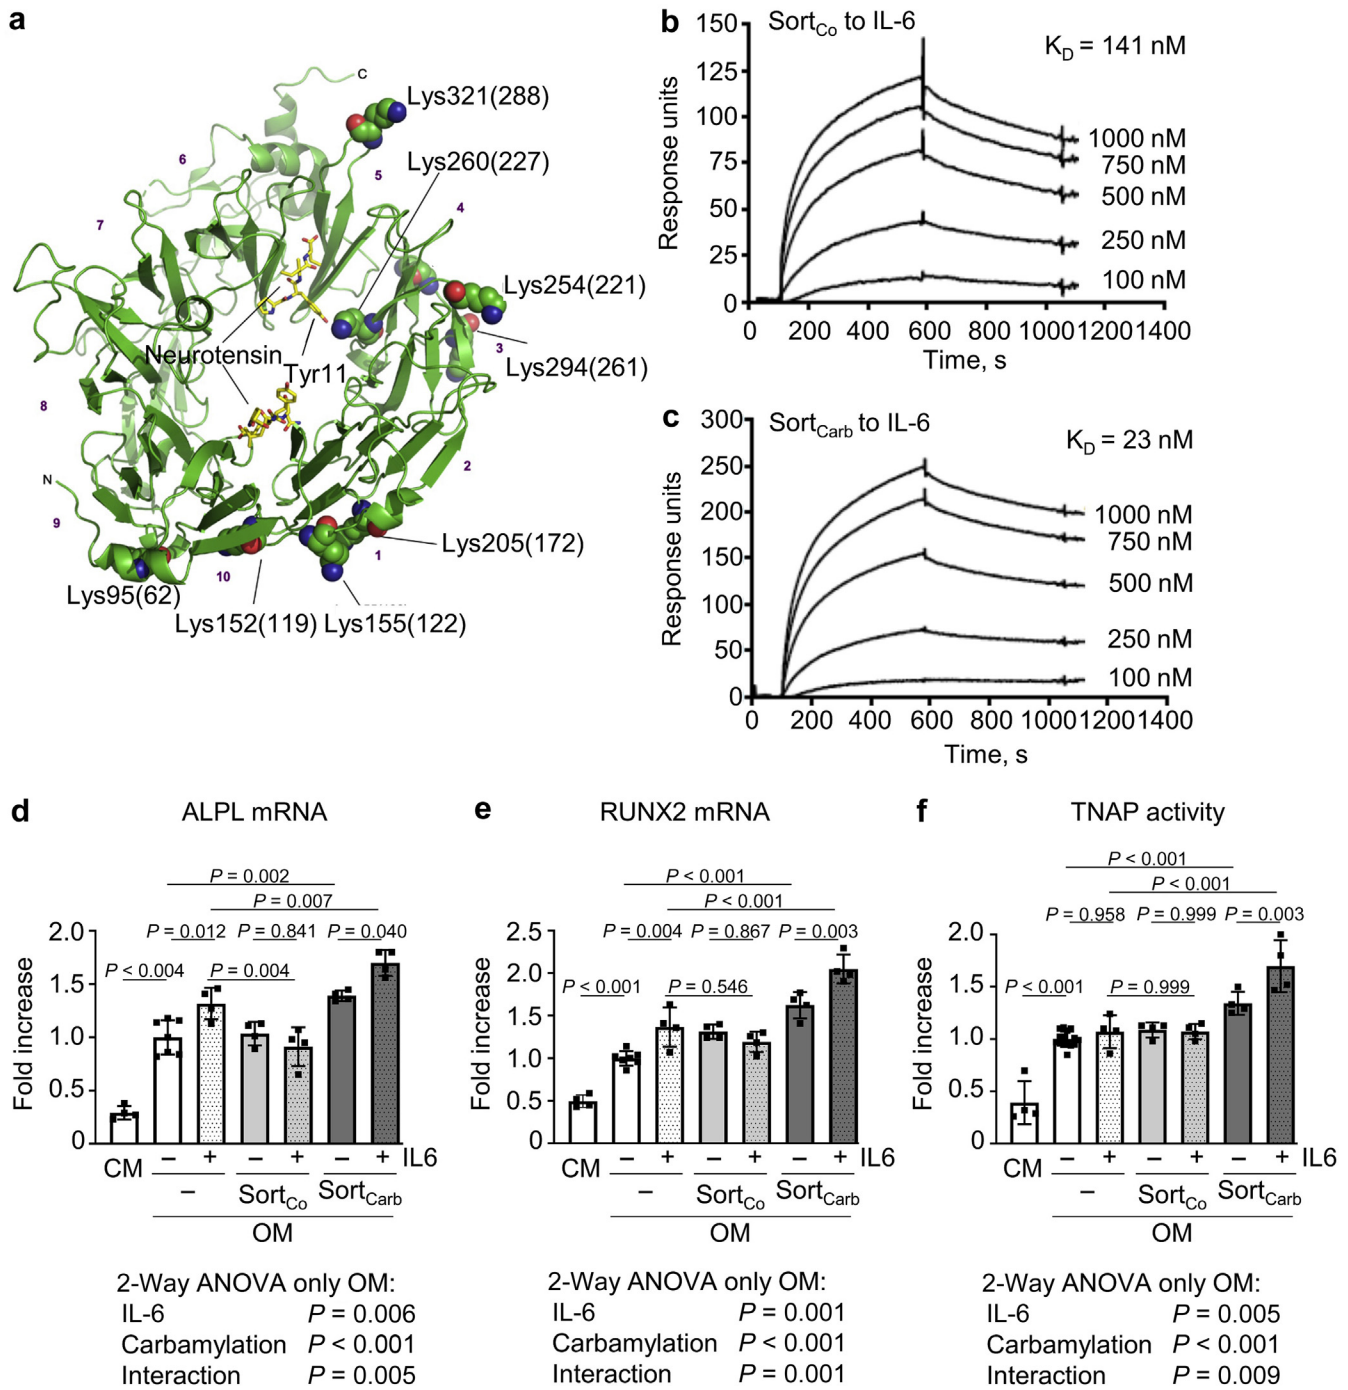 a
C
Lys321(288)
6
Lys260(227)
5
7
4
Lys254(221)
Neurotensin
Tyr11
3
Lys294(261)
8
2
N
9
Lys205(172)
1
10
Lys95(62)
Lys152(119) Lys155(122)
b
SortCo to IL-6
KD = 141 nM
Response units
150
125
100
75
50
25
0
1000 nM
750 nM
500 nM
250 nM
100 nM
0 200 400 600 800 1000 1200 1400
Time, s
c
SortCarb to IL-6
KD = 23 nM
Response units
300
250
200
150
100
50
0
1000 nM
750 nM
500 nM
250 nM
100 nM
0 200 400 600 800 1000 1200 1400
Time, s
d
ALPL mRNA
P = 0.002
P = 0.007
P = 0.012 P = 0.841 P = 0.040
P < 0.004 P = 0.004
Fold increase
2.0
1.5
1.0
0.5
0
CM – + – + – + IL6
– SortCo SortCarb
OM
2-Way ANOVA only OM:
IL-6 P = 0.006
Carbamylation P < 0.001
Interaction P = 0.005
e
RUNX2 mRNA
P < 0.001
P < 0.001
P = 0.004 P = 0.867 P = 0.003
P < 0.001 P = 0.546
Fold increase
2.5
2.0
1.5
1.0
0.5
0
CM – + – + – + IL6
– SortCo SortCarb
OM
2-Way ANOVA only OM:
IL-6 P = 0.001
Carbamylation P < 0.001
Interaction P = 0.001
f
TNAP activity
P < 0.001
P < 0.001
P = 0.958 P = 0.999 P = 0.003
P < 0.001 P = 0.999
Fold increase
2.0
1.5
1.0
0.5
0
CM – + – + – + IL6
– SortCo SortCarb
OM
2-Way ANOVA only OM:
IL-6 P = 0.005
Carbamylation P < 0.001
Interaction P = 0.009